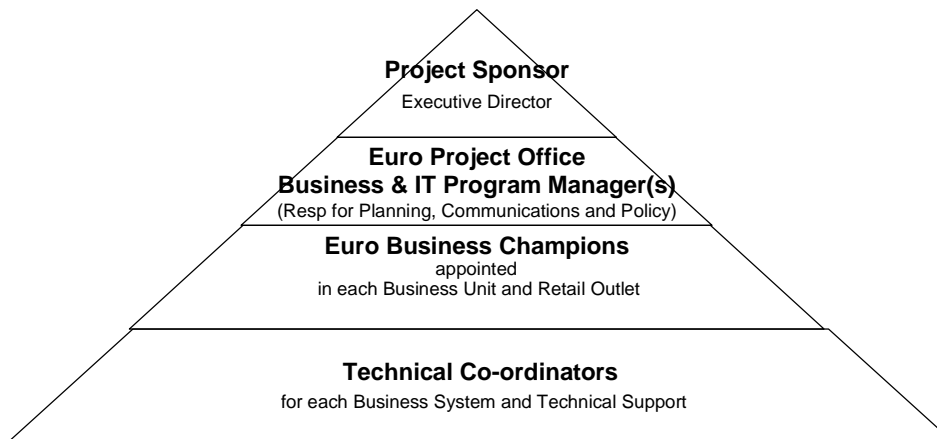 Project Sponsor
Executive Director
Euro Project Office
Business & IT Program Manager(s)
(Resp for Planning, Communications and Policy)
Euro Business Champions
appointed
in each Business Unit and Retail Outlet
Technical Co-ordinators
for each Business System and Technical Support